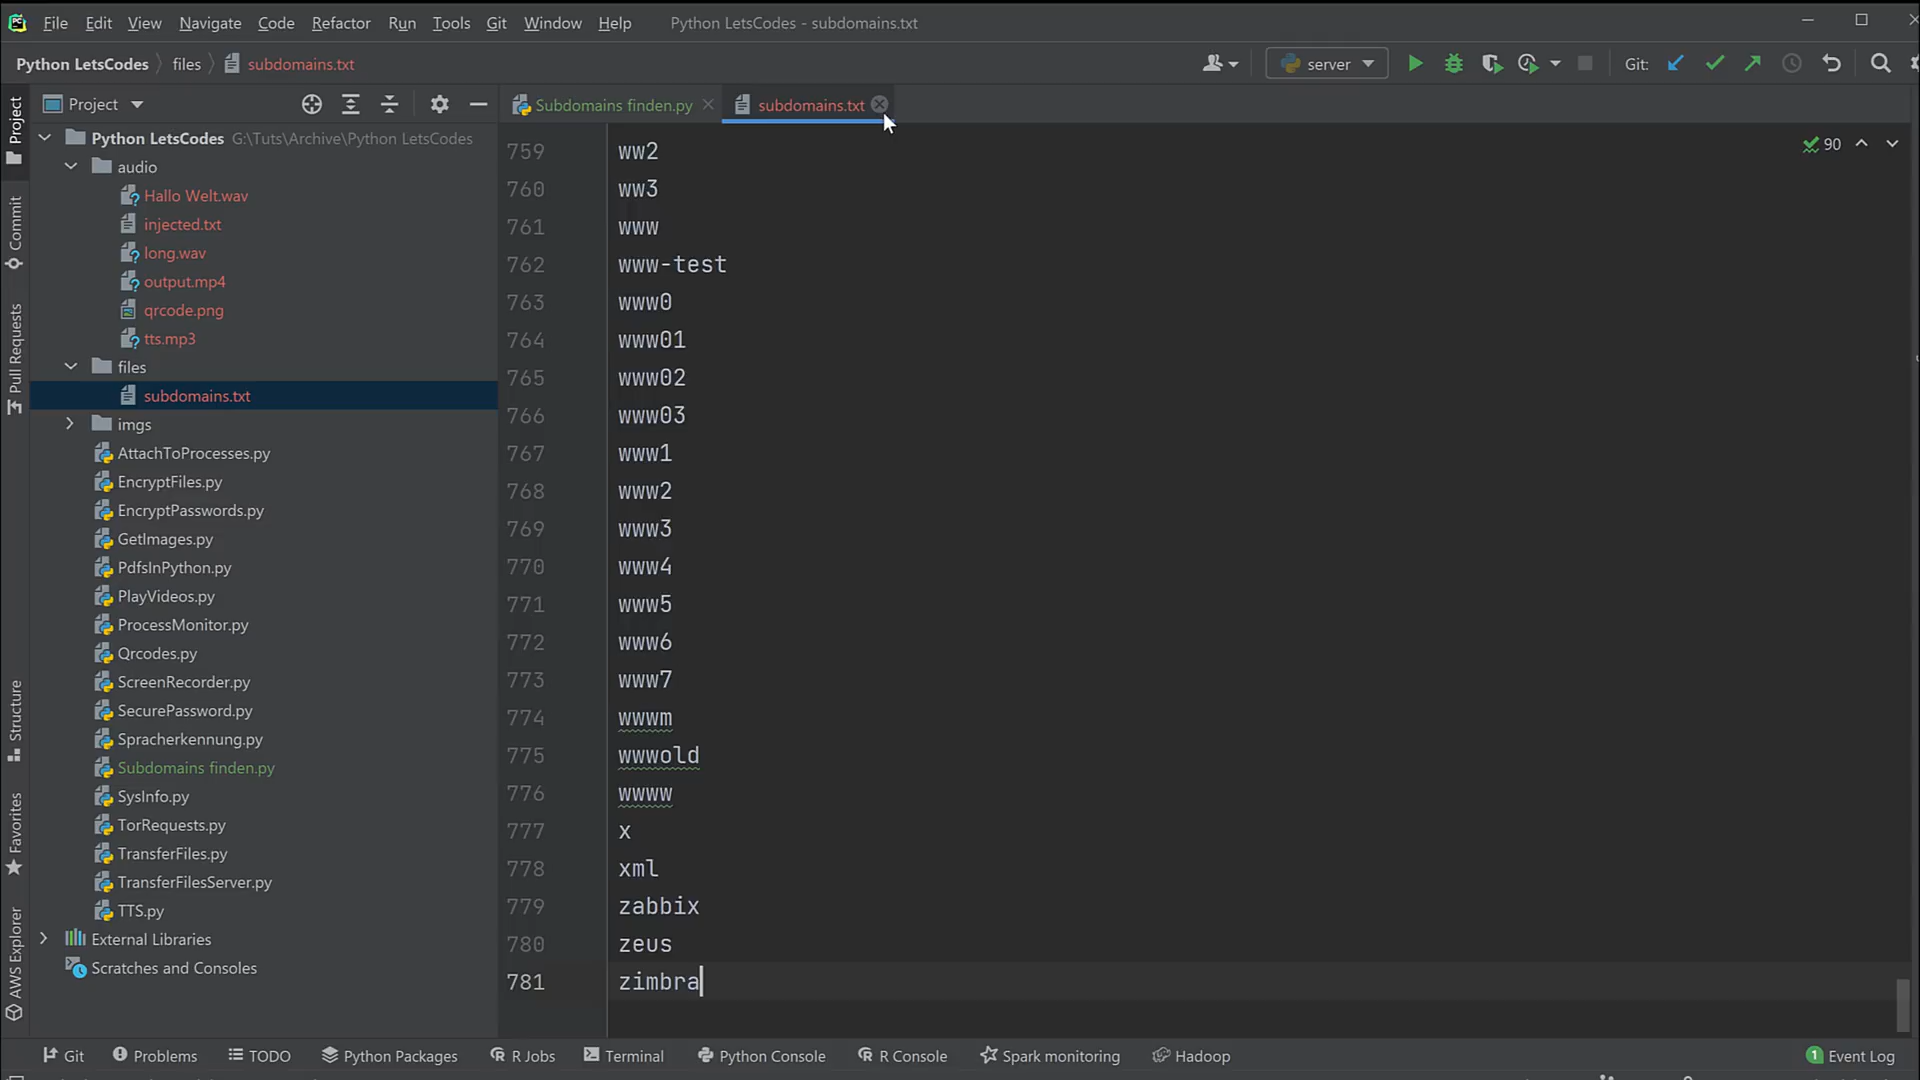 File Edit View Navigate Code Refactor Run Tools Git Window Help Python LetsCodes - subdomains.txt
Python LetsCodes files subdomains.txt server Git:
Project Subdomains finden.py subdomains.txt
Python LetsCodes G:\Tuts\Archive\Python LetsCodes
audio
Hallo Welt.wav
injected.txt
long.wav
output.mp4
qrcode.png
tts.mp3
files
subdomains.txt
imgs
AttachToProcesses.py
EncryptFiles.py
EncryptPasswords.py
GetImages.py
PdfsInPython.py
PlayVideos.py
ProcessMonitor.py
Qrcodes.py
ScreenRecorder.py
SecurePassword.py
Spracherkennung.py
Subdomains finden.py
SysInfo.py
TorRequests.py
TransferFiles.py
TransferFilesServer.py
TTS.py
External Libraries
Scratches and Consoles
759 ww2
760 ww3
761 www
762 www-test
763 www0
764 www01
765 www02
766 www03
767 www1
768 www2
769 www3
770 www4
771 www5
772 www6
773 www7
774 wwwm
775 wwwold
776 wwww
777 x
778 xml
779 zabbix
780 zeus
781 zimbra
90
Project
Commit
Pull Requests
Structure
Favorites
AWS Explorer
Git Problems TODO Python Packages R Jobs Terminal Python Console R Console Spark monitoring Hadoop 1 Event Log